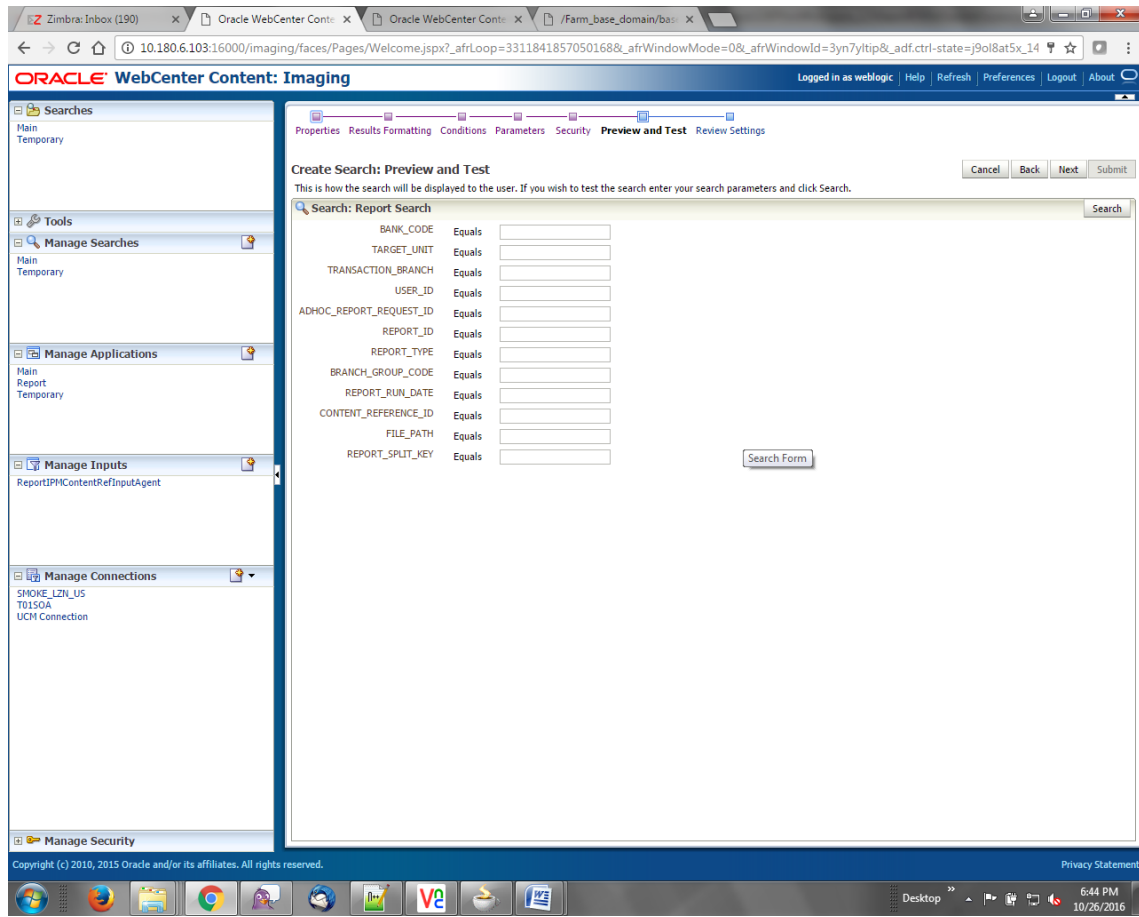 Zimbra: Inbox (190)
Oracle WebCenter Conte
Oracle WebCenter Conte
/Farm_base_domain/bas
10.180.6.103:16000/imaging/faces/Pages/Welcome.jspx?_afrLoop=3311841857050168&_afrWindowMode=0&_afrWindowId=3yn7yltip&_adf.ctrl-state=j9ol8at5x_14
ORACLE WebCenter Content: Imaging
Logged in as weblogic Help Refresh Preferences Logout About
Searches
Main
Temporary
Tools
Manage Searches
Main
Temporary
Manage Applications
Main
Report
Temporary
Manage Inputs
ReportIPMContentRefInputAgent
Manage Connections
SMOKE_LZN_US
T01SOA
UCM Connection
Manage Security
Properties Results Formatting Conditions Parameters Security Preview and Test Review Settings
Create Search: Preview and Test
Cancel Back Next Submit
This is how the search will be displayed to the user. If you wish to test the search enter your search parameters and click Search.
Search: Report Search
Search
BANK_CODE Equals
TARGET_UNIT Equals
TRANSACTION_BRANCH Equals
USER_ID Equals
ADHOC_REPORT_REQUEST_ID Equals
REPORT_ID Equals
REPORT_TYPE Equals
BRANCH_GROUP_CODE Equals
REPORT_RUN_DATE Equals
CONTENT_REFERENCE_ID Equals
FILE_PATH Equals
REPORT_SPLIT_KEY Equals
Search Form
Copyright (c) 2010, 2015 Oracle and/or its affiliates. All rights reserved.
Privacy Statement
Desktop
6:44 PM
10/26/2016